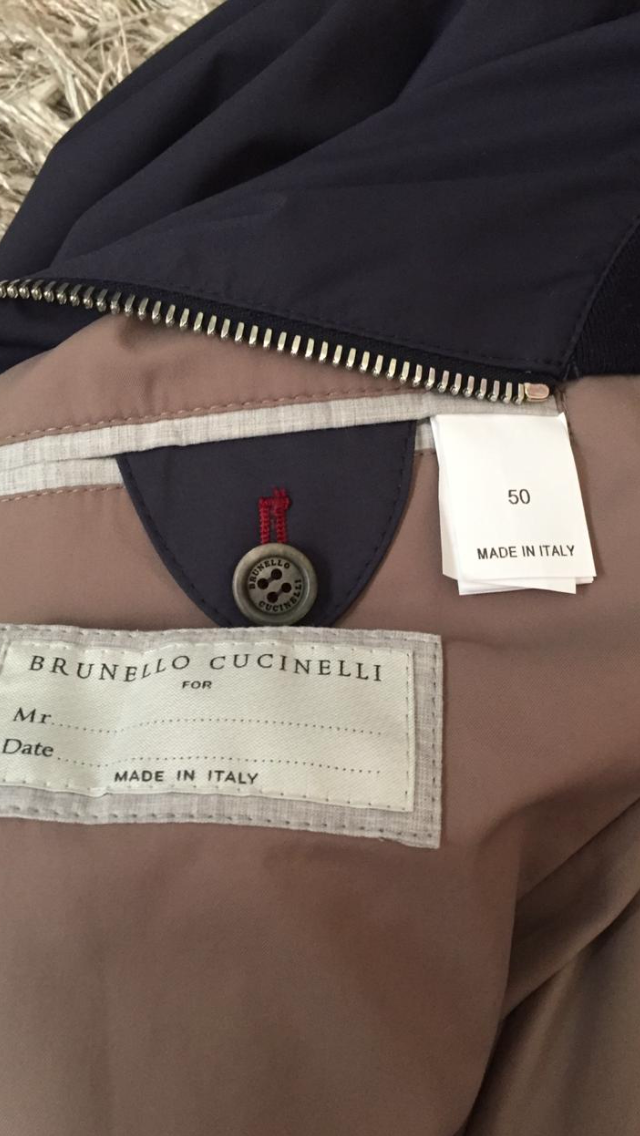 50
MADE IN ITALY
BRUNELLO
CUCINELLI
BRUNELLO CUCINELLI
FOR
Mr.
Date
MADE IN ITALY